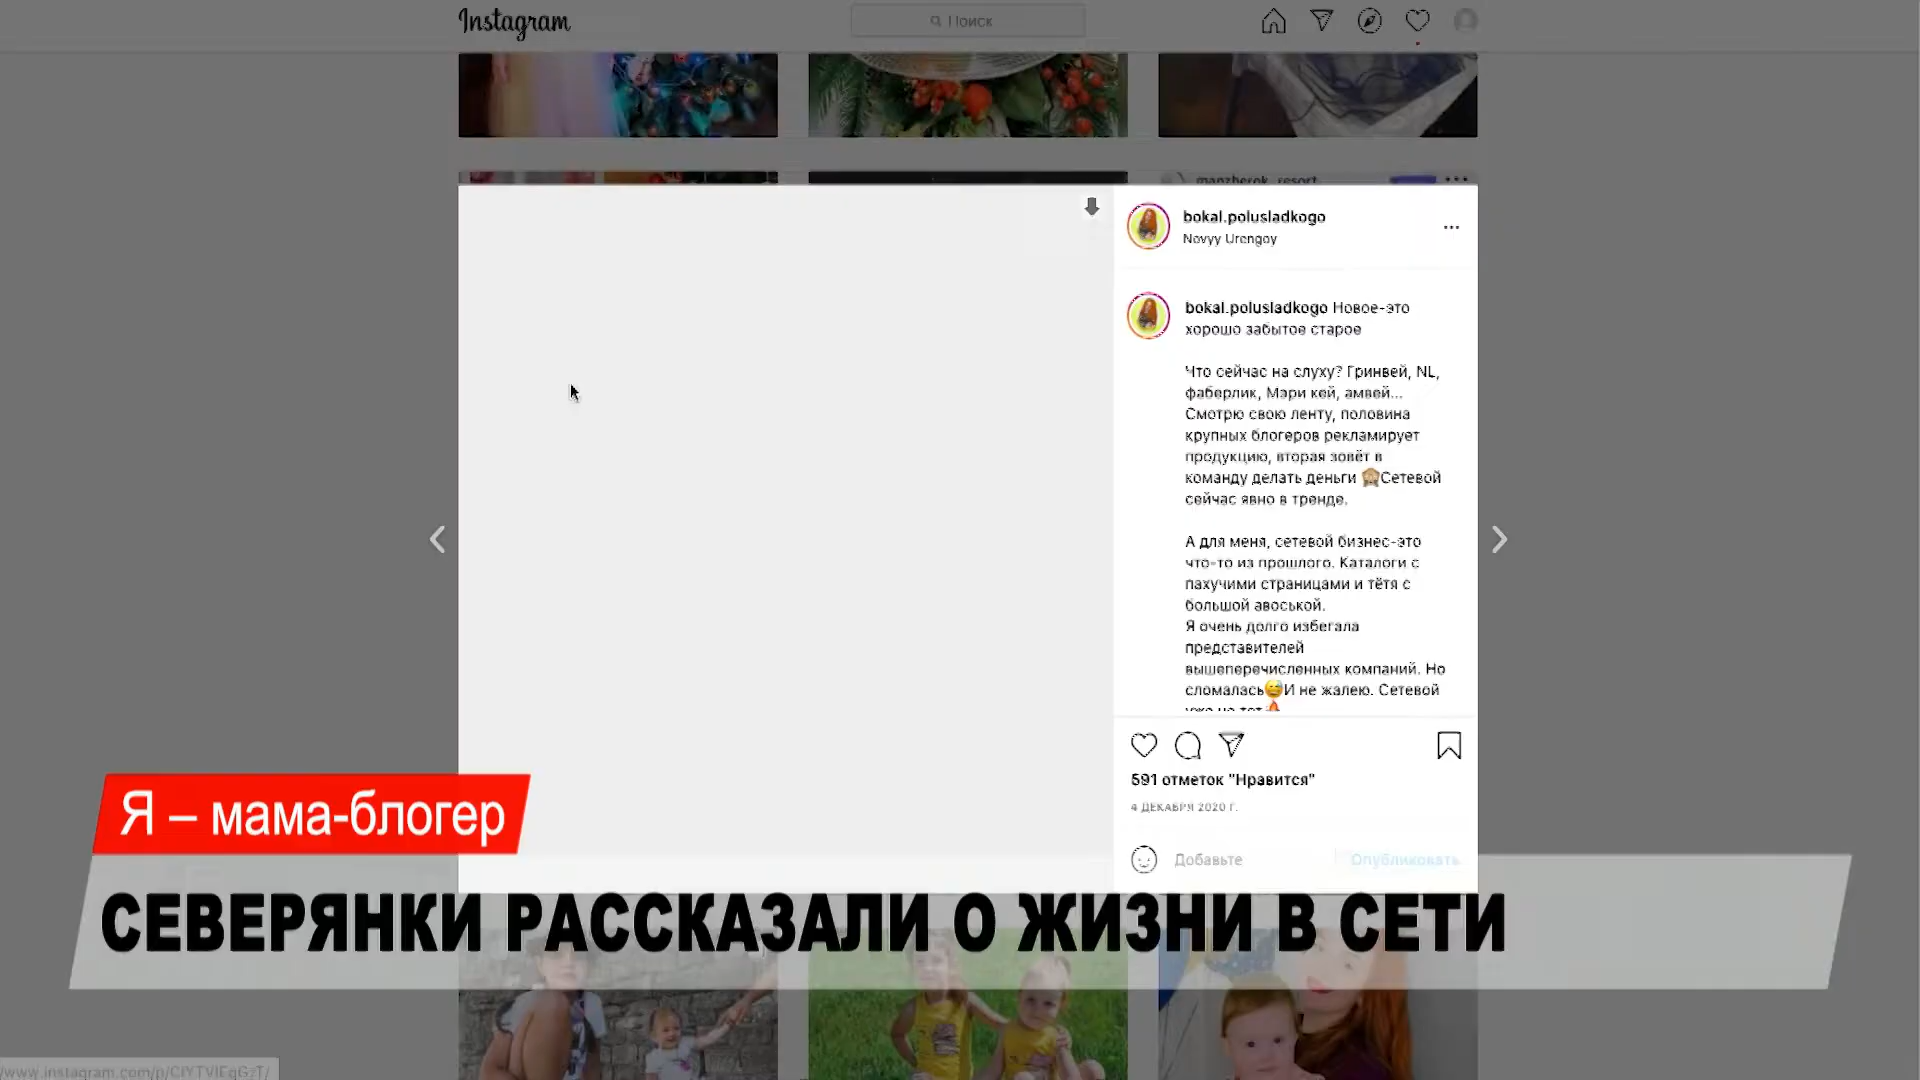 Instagram
Поиск
manzherok_resort
bokal.polusladkogo
Novyy Urengoy
bokal.polusladkogo Новое-это
хорошо забытое старое
Что сейчас на слуху? Гринвей, NL,
фаберлик, Мэри кей, амвей...
Смотрю свою ленту, половина
крупных блогеров рекламирует
продукцию, вторая зовёт в
команду делать деньги 🙈Сетевой
сейчас явно в тренде.
А для меня, сетевой бизнес-это
что-то из прошлого. Каталоги с
пахучими страницами и тётя с
большой авоськой.
Я очень долго избегала
представителей
вышеперечисленных компаний. Но
сломалась😅И не жалею. Сетевой
уже не тот🔥
591 отметок "Нравится"
4 ДЕКАБРЯ 2020 Г.
Добавьте
Опубликовать
Я – мама-блогер
СЕВЕРЯНКИ РАССКАЗАЛИ О ЖИЗНИ В СЕТИ